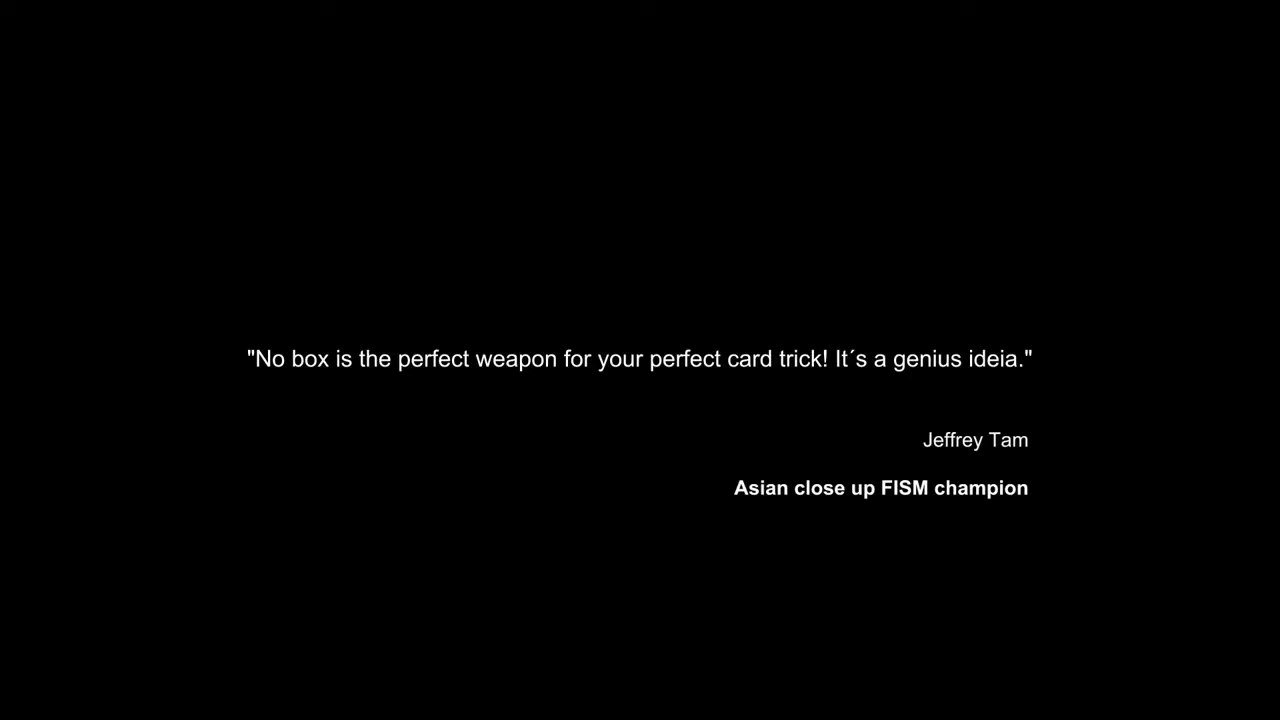 "No box is the perfect weapon for your perfect card trick! It´s a genius ideia."
Jeffrey Tam
Asian close up FISM champion